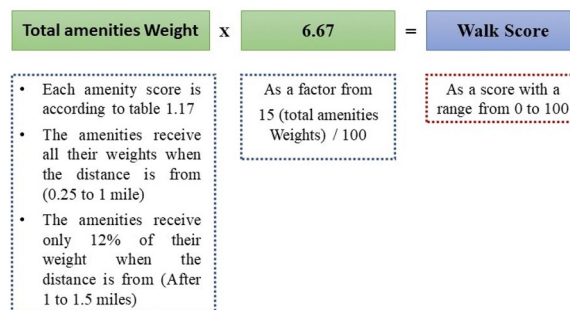 Total amenities Weight x 6.67 = Walk Score
• Each amenity score is
according to table 1.17
• The amenities receive
all their weights when
the distance is from
(0.25 to 1 mile)
• The amenities receive
only 12% of their
weight when the
distance is from (After
1 to 1.5 miles)
As a factor from
15 (total amenities
Weights) / 100
As a score with a
range from 0 to 100